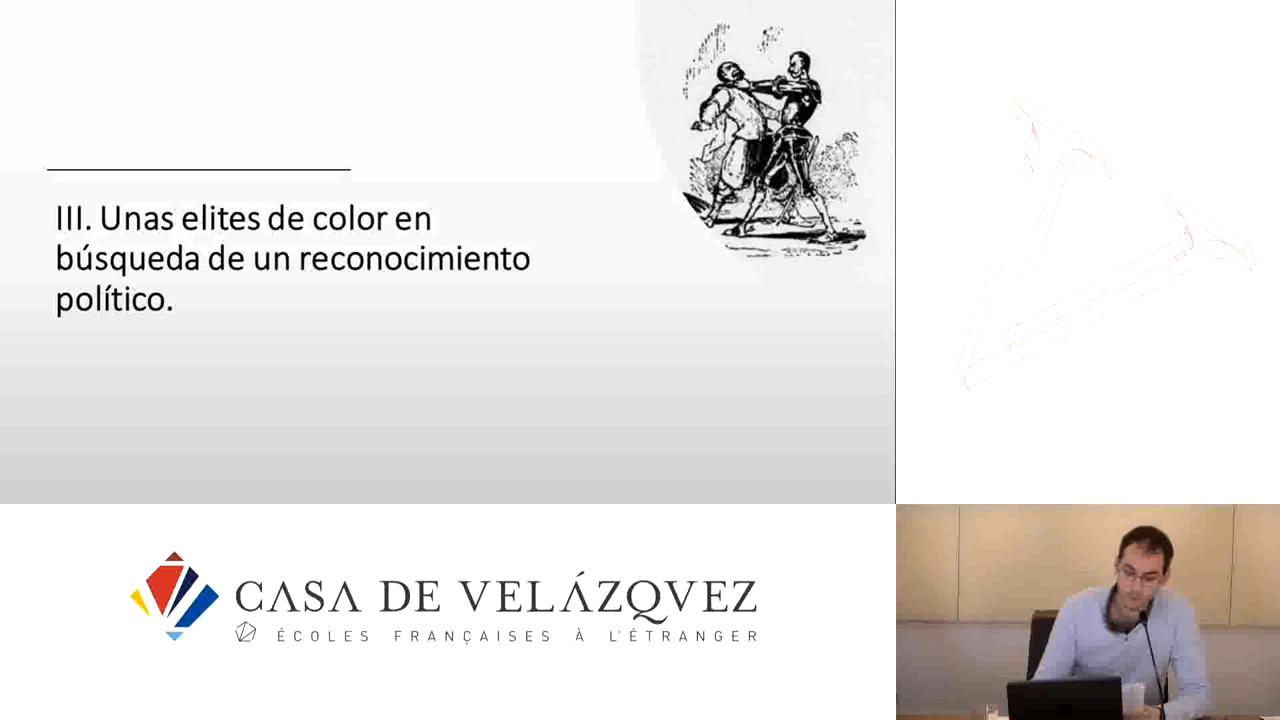 III. Unas elites de color en
búsqueda de un reconocimiento
político.
CASA DE VELÁZQVEZ
ÉCOLES FRANÇAISES À L'ÉTRANGER